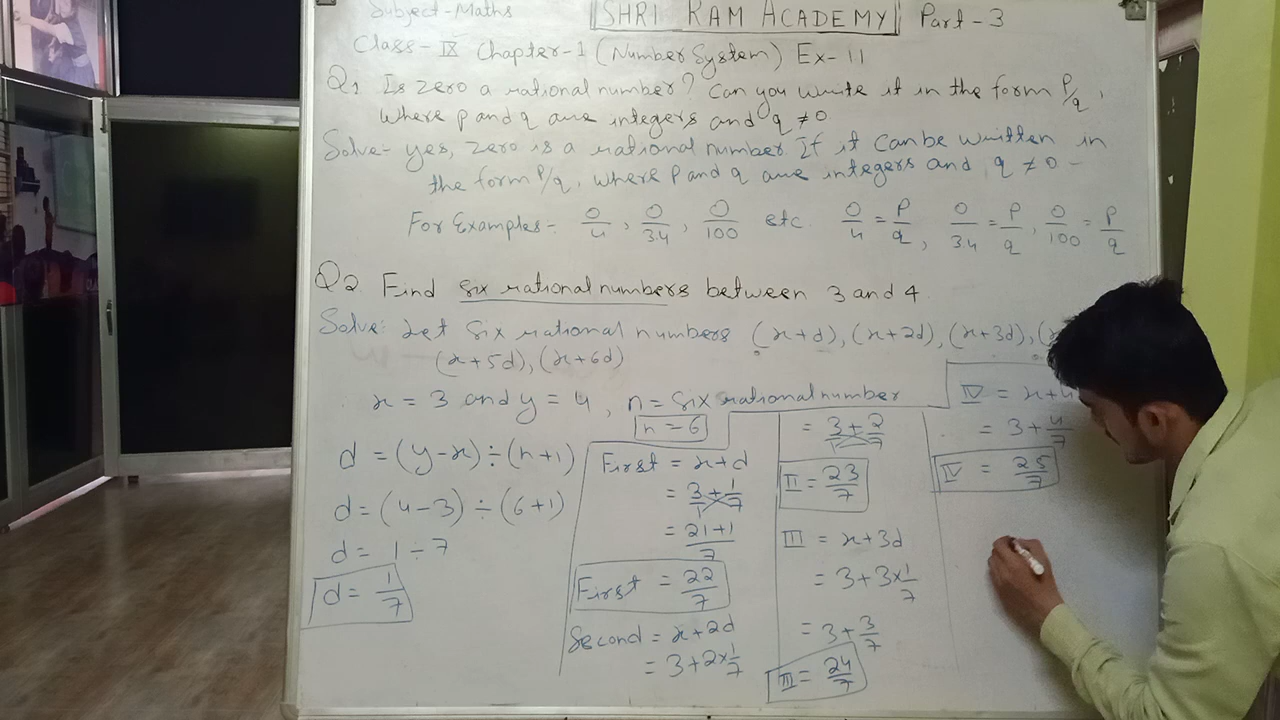 Subject-Maths SHRI RAM ACADEMY Part-3
Class-IX Chapter-1 (Number System) Ex-1.1
Q1 Is zero a rational number? Can you write it in the form P/q,
where p and q are integers and q ≠ 0
Solve- yes, zero is a rational number. If it can be written in
the form P/q, where P and q are integers and q ≠ 0
For Examples- 0/4, 0/34, 0/100 etc. 0/4 = P/q, 0/34 = P/q, 0/100 = P/q
Q2 Find six rational numbers between 3 and 4
Solve: Let six rational numbers (x+d), (x+2d), (x+3d),
(x+5d), (x+6d)
x = 3 and y = 4, n = six rational number
n = 6
d = (y-x) ÷ (n+1)
d = (4-3) ÷ (6+1)
d = 1 ÷ 7
d = 1/7
First = x+d
= 3/1 + 1/7
= 21+1/7
First = 22/7
Second = x+2d
= 3+2×1/7
= 3/1 + 2/7
II = 23/7
III = x+3d
= 3+3×1/7
= 3+3/7
III = 24/7
IV = x+4
= 3+4/7
IV = 25/7